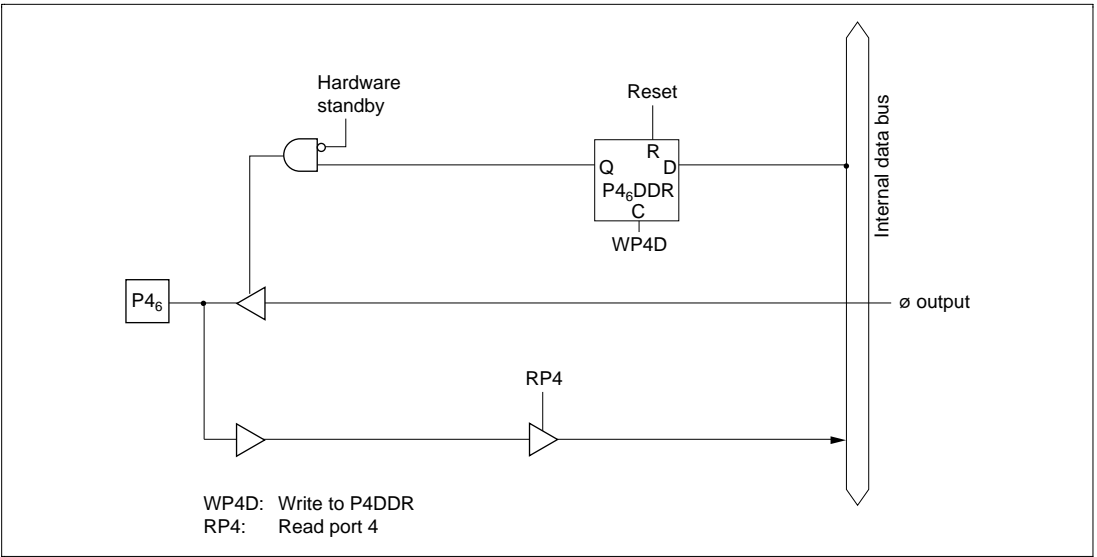 Hardware
standby
Reset
R
Q
D
P4₆DDR
C
WP4D
Internal data bus
P4₆
ø output
RP4
WP4D: Write to P4DDR
RP4: Read port 4